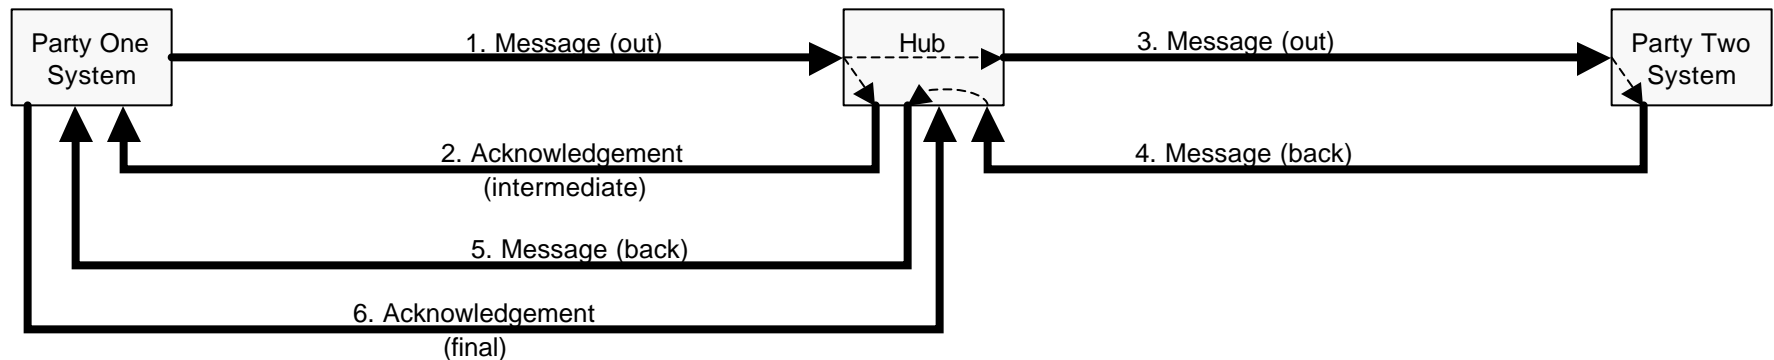 Party One
System
1. Message (out)
Hub
3. Message (out)
Party Two
System
2. Acknowledgement
(intermediate)
4. Message (back)
5. Message (back)
6. Acknowledgement
(final)